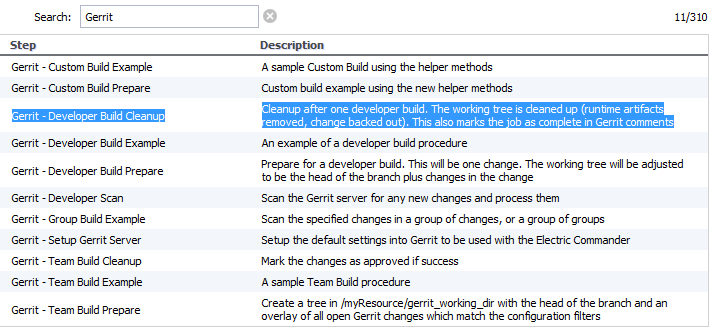 Search: Gerrit 11/310
Step Description
Gerrit - Custom Build Example A sample Custom Build using the helper methods
Gerrit - Custom Build Prepare Custom build example using the new helper methods
Gerrit - Developer Build Cleanup Cleanup after one developer build. The working tree is cleaned up (runtime artifacts
removed, change backed out). This also marks the job as complete in Gerrit comments
Gerrit - Developer Build Example An example of a developer build procedure
Gerrit - Developer Build Prepare Prepare for a developer build. This will be one change. The working tree will be adjusted
to be the head of the branch plus changes in the change
Gerrit - Developer Scan Scan the Gerrit server for any new changes and process them
Gerrit - Group Build Example Scan the specified changes in a group of changes, or a group of groups
Gerrit - Setup Gerrit Server Setup the default settings into Gerrit to be used with the Electric Commander
Gerrit - Team Build Cleanup Mark the changes as approved if success
Gerrit - Team Build Example A sample Team Build procedure
Gerrit - Team Build Prepare Create a tree in /myResource/gerrit_working_dir with the head of the branch and an
overlay of all open Gerrit changes which match the configuration filters